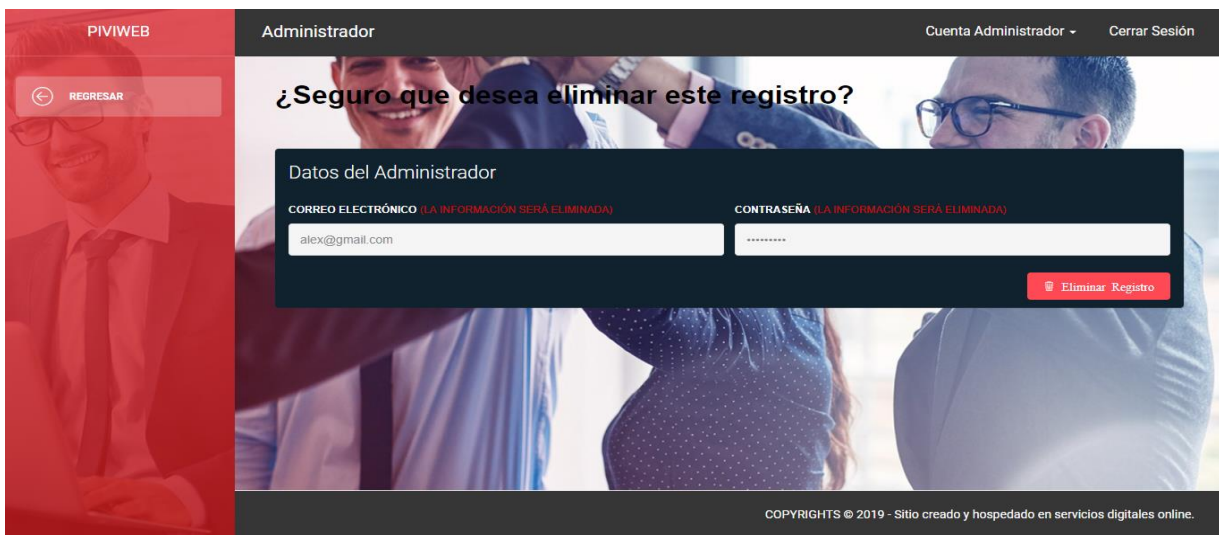 PIVIWEB
Administrador
Cuenta Administrador
Cerrar Sesión
REGRESAR
¿Seguro que desea eliminar este registro?
Datos del Administrador
CORREO ELECTRÓNICO (LA INFORMACIÓN SERÁ ELIMINADA)
CONTRASEÑA (LA INFORMACIÓN SERÁ ELIMINADA)
alex@gmail.com
•••••••••
Eliminar Registro
COPYRIGHTS © 2019 - Sitio creado y hospedado en servicios digitales online.